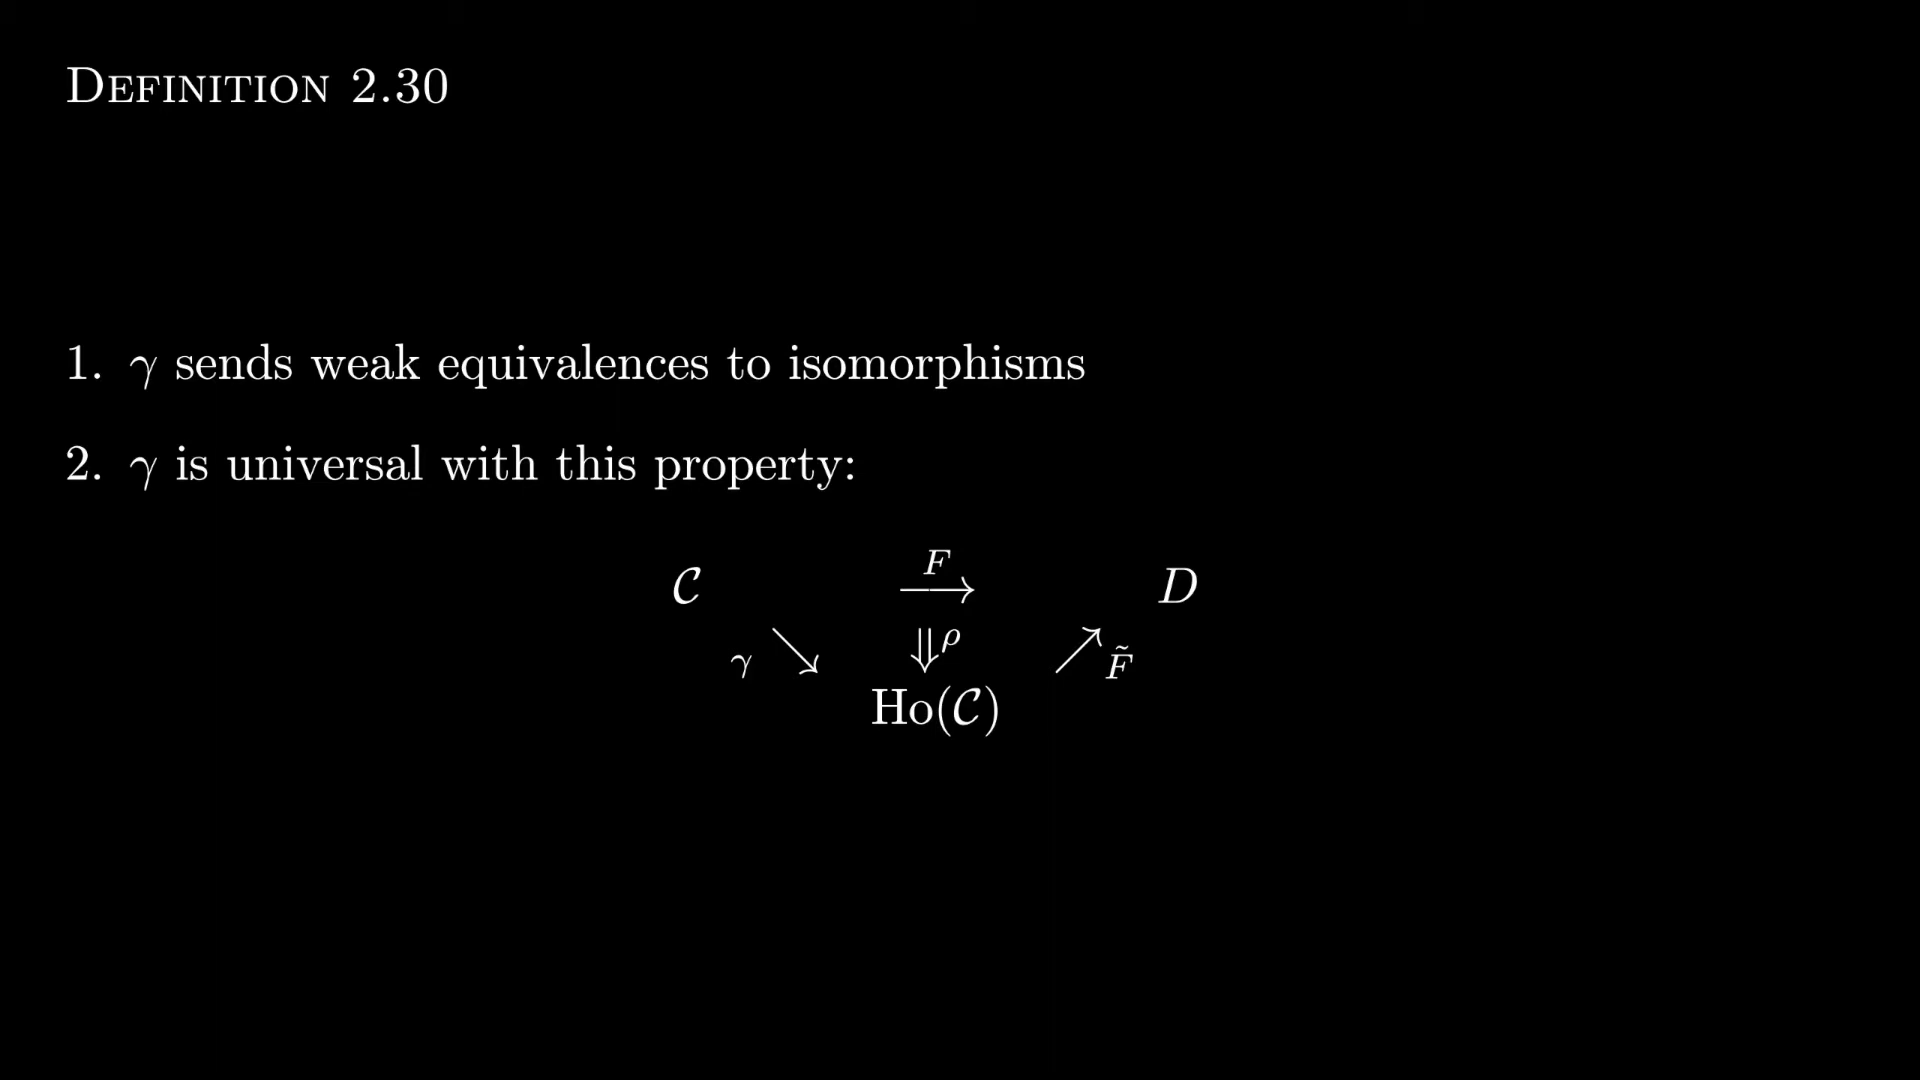 Definition 2.30
1. γ sends weak equivalences to isomorphisms
2. γ is universal with this property:
F
𝒞 ⟶ D
γ ↘ ⇓ρ ↗ F̃
Ho(𝒞)